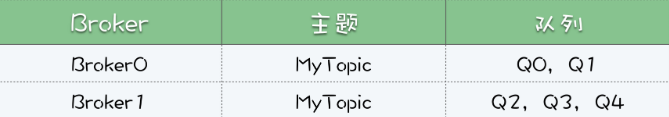 Broker 主题 队列
Broker0 MyTopic Q0, Q1
Broker1 MyTopic Q2, Q3, Q4